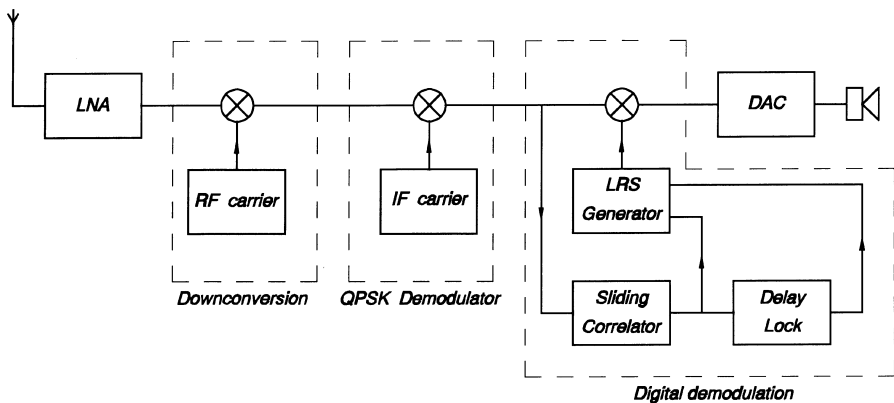 LNA
RF carrier
Downconversion
IF carrier
QPSK Demodulator
LRS
Generator
Sliding
Correlator
Delay
Lock
Digital demodulation
DAC